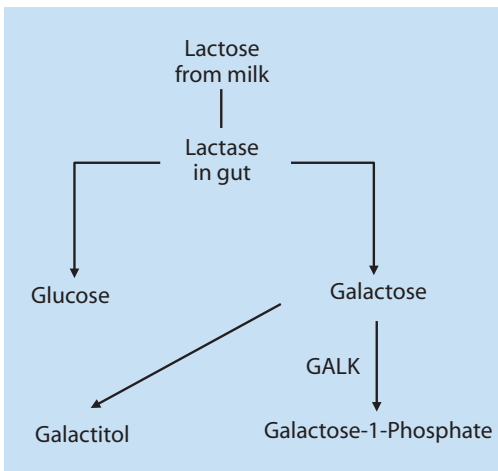 Lactose
from milk
Lactase
in gut
Glucose
Galactose
GALK
Galactitol
Galactose-1-Phosphate